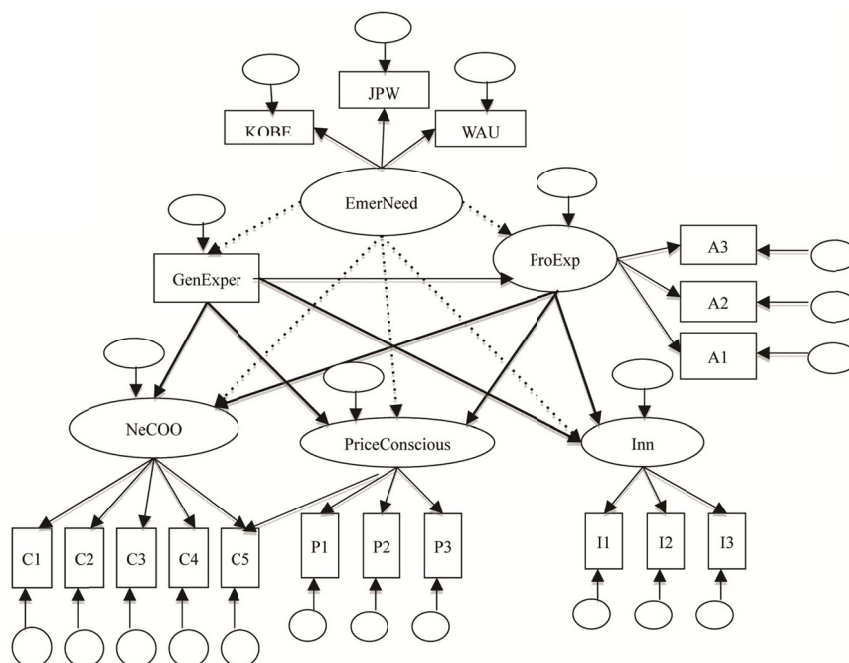 JPW
KOBE
WAU
EmerNeed
GenExper
ProExp
A3
A2
A1
NeCOO
PriceConscious
Inn
C1
C2
C3
C4
C5
P1
P2
P3
I1
I2
I3